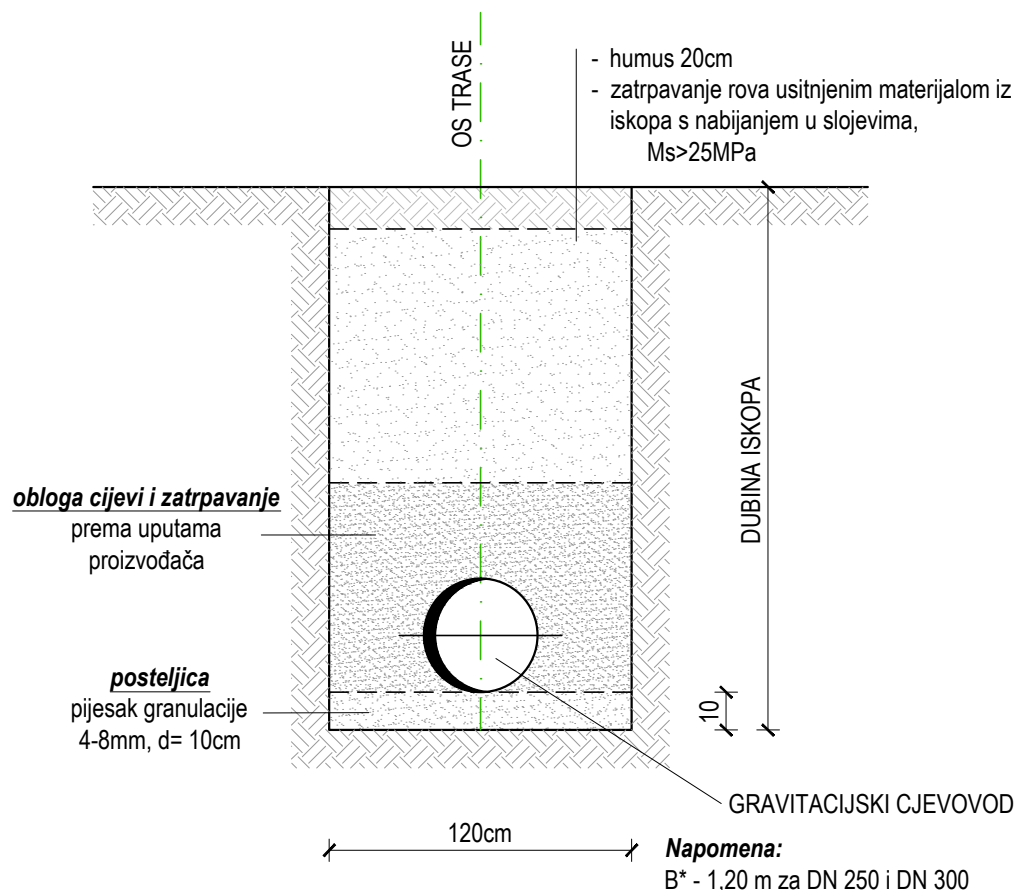 OS TRASE
- humus 20cm
- zatrpavanje rova usitnjenim materijalom iz
iskopa s nabijanjem u slojevima,
Ms>25MPa
DUBINA ISKOPA
obloga cijevi i zatrpavanje
prema uputama
proizvođača
posteljica
pijesak granulacije
4-8mm, d= 10cm
10
GRAVITACIJSKI CJEVOVOD
120cm
Napomena:
B* - 1,20 m za DN 250 i DN 300